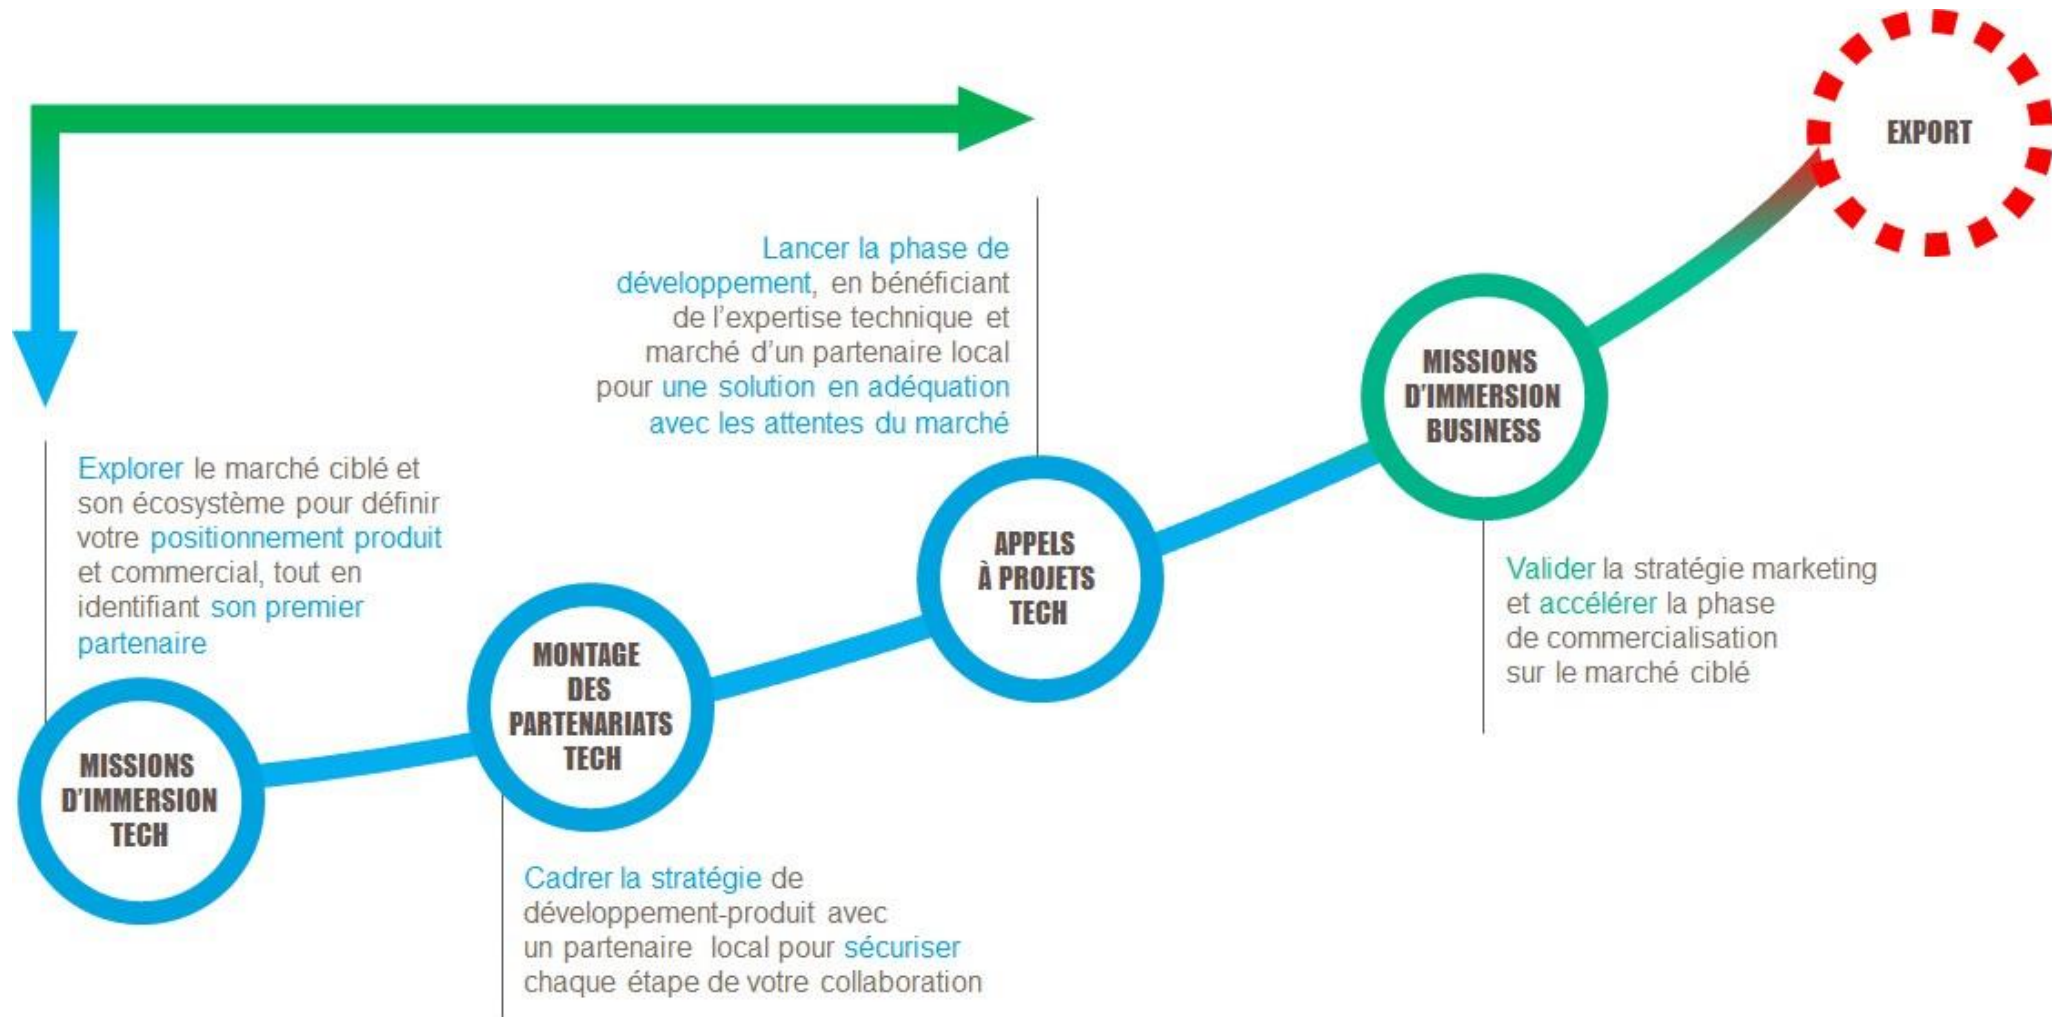 EXPORT
Lancer la phase de
développement, en bénéficiant
de l’expertise technique et
marché d’un partenaire local
pour une solution en adéquation
avec les attentes du marché
MISSIONS
D’IMMERSION
BUSINESS
Explorer le marché ciblé et
son écosystème pour définir
votre positionnement produit
et commercial, tout en
identifiant son premier
partenaire
APPELS
À PROJETS
TECH
Valider la stratégie marketing
et accélérer la phase
de commercialisation
sur le marché ciblé
MONTAGE
DES
PARTENARIATS
TECH
MISSIONS
D’IMMERSION
TECH
Cadrer la stratégie de
développement-produit avec
un partenaire local pour sécuriser
chaque étape de votre collaboration